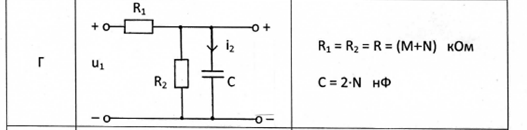 Г
R₁
+
+
i₂
u₁
R₂
C
−
−
R₁ = R₂ = R = (M+N) кОм
C = 2·N нФ